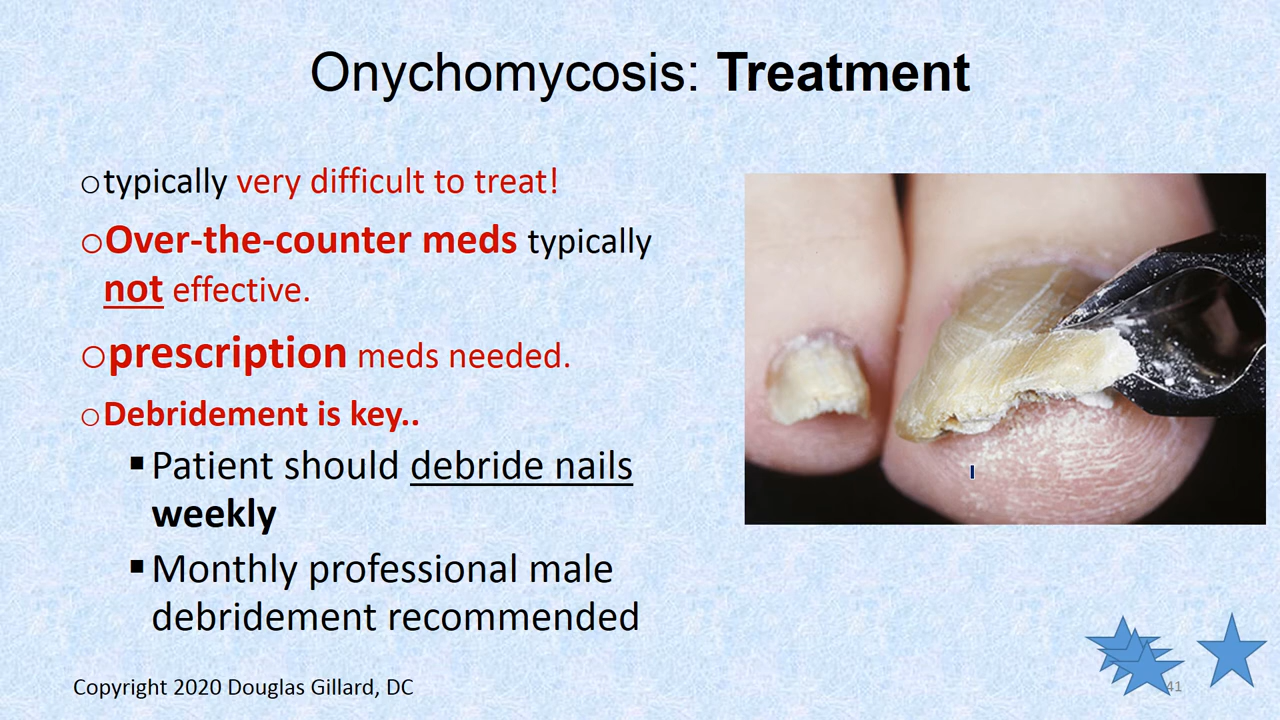 Onychomycosis: Treatment
○typically very difficult to treat!
○Over-the-counter meds typically
not effective.
○prescription meds needed.
○Debridement is key..
▪Patient should debride nails
weekly
▪Monthly professional male
debridement recommended
Copyright 2020 Douglas Gillard, DC
41